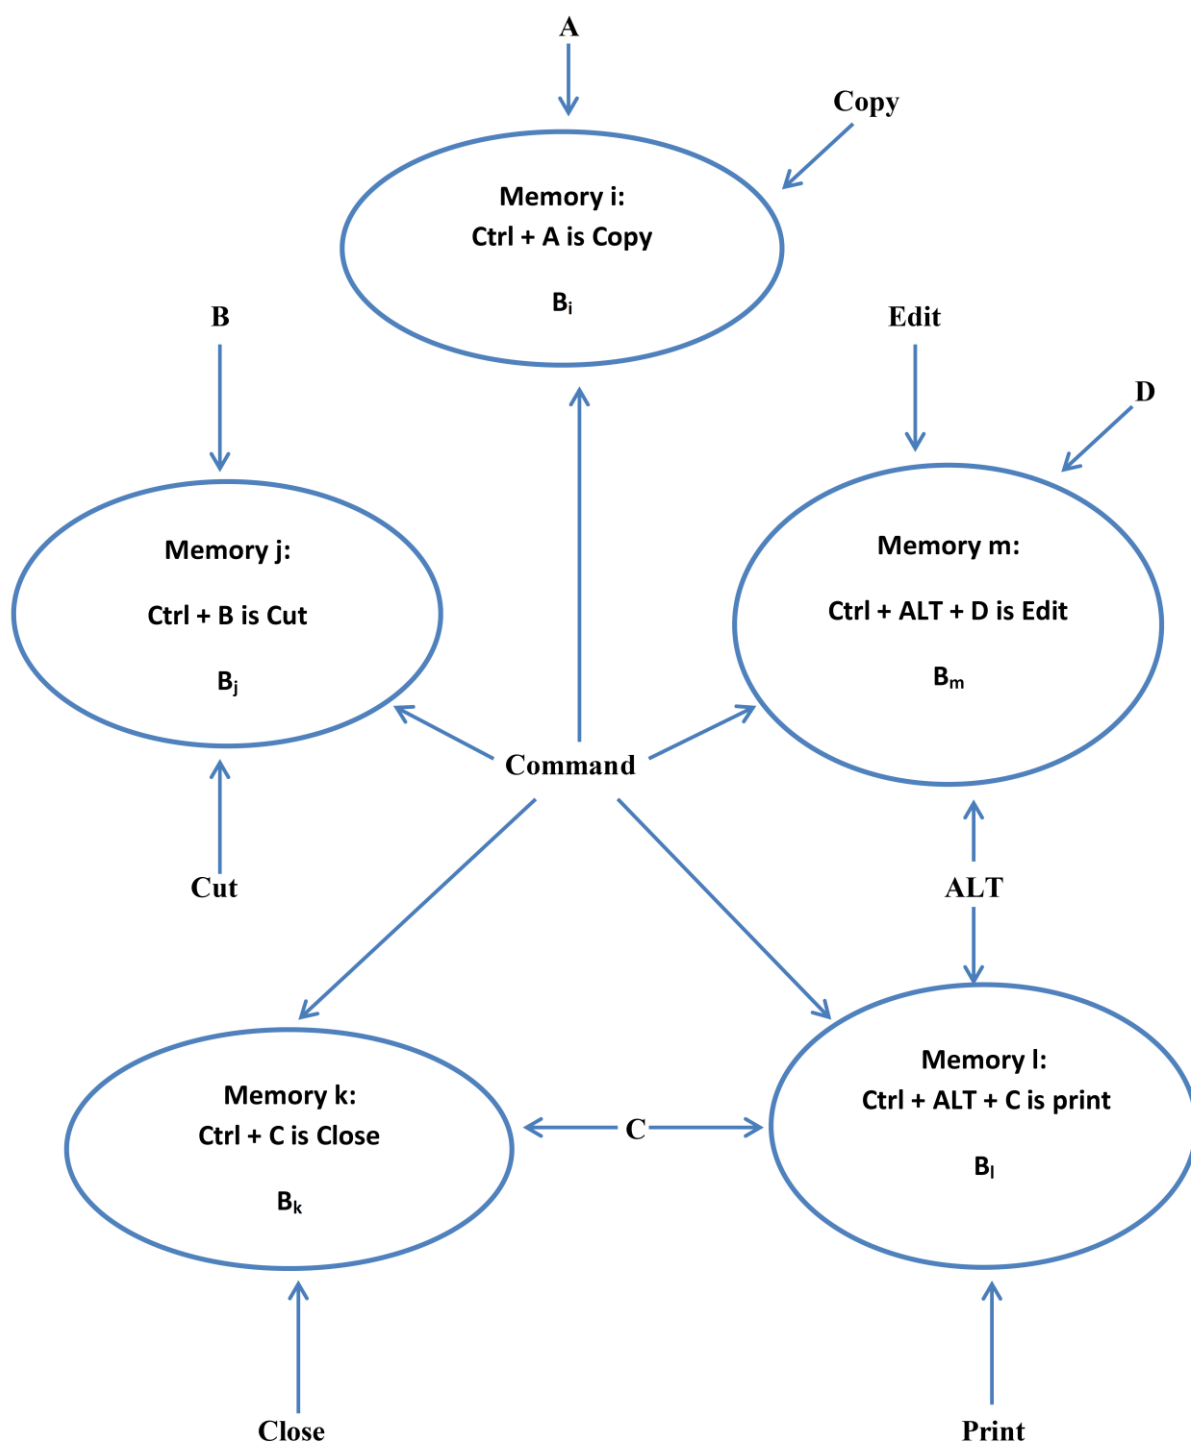 A
Copy
Memory i:
Ctrl + A is Copy
Bᵢ
B
Edit
D
Memory j:
Ctrl + B is Cut
Bⱼ
Memory m:
Ctrl + ALT + D is Edit
Bₘ
Command
Cut
ALT
Memory k:
Ctrl + C is Close
Bₖ
C
Memory l:
Ctrl + ALT + C is print
Bₗ
Close
Print